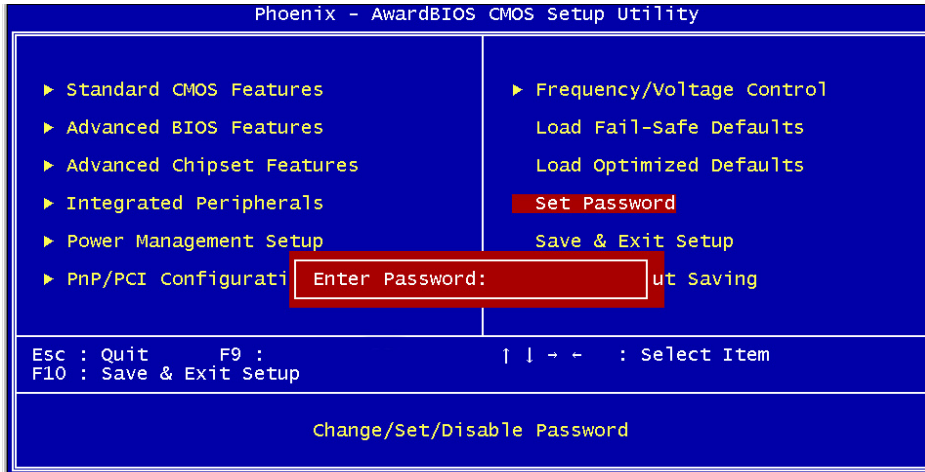 Phoenix - AwardBIOS CMOS Setup Utility
► Standard CMOS Features
► Advanced BIOS Features
► Advanced Chipset Features
► Integrated Peripherals
► Power Management Setup
► PnP/PCI Configurati
► Frequency/Voltage Control
Load Fail-Safe Defaults
Load Optimized Defaults
Set Password
Save & Exit Setup
ut Saving
Enter Password:
Esc : Quit F9 : ↑ ↓ → ← : Select Item
F10 : Save & Exit Setup
Change/Set/Disable Password